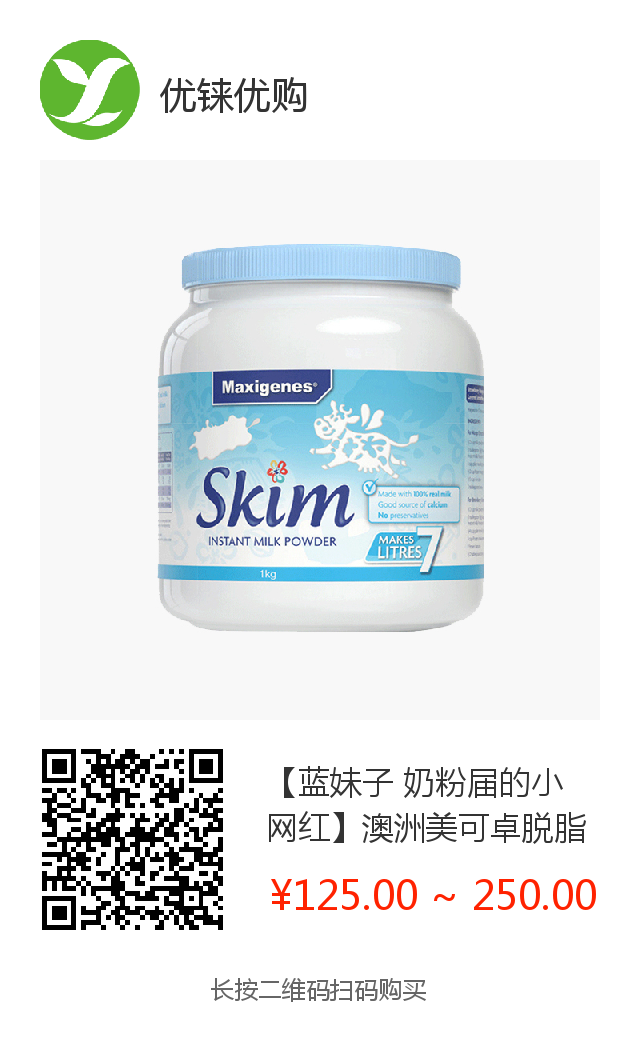 优铼优购
Maxigenes®
Skim
INSTANT MILK POWDER
1kg
Made with 100% real milk
Good source of calcium
No preservatives
MAKES
LITRES 7
【蓝妹子 奶粉届的小
网红】澳洲美可卓脱脂
¥125.00 ~ 250.00
长按二维码扫码购买